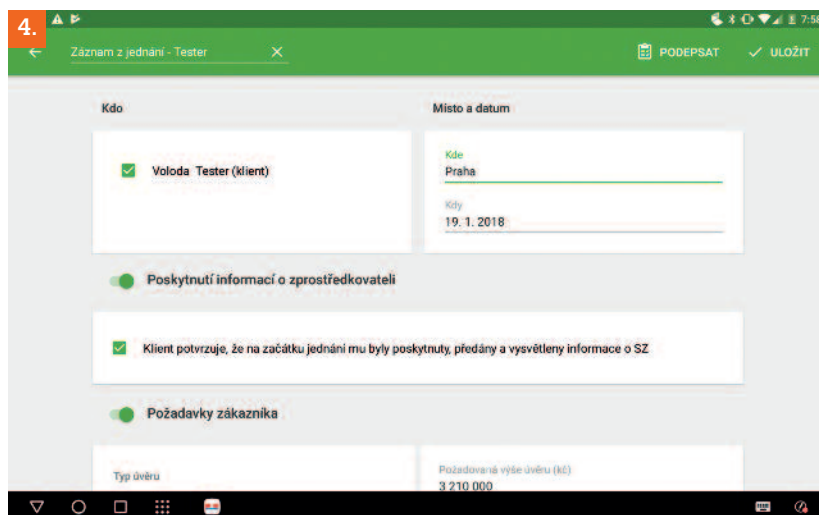 4.
7:58
Záznam z jednání - Tester
PODEPSAT
ULOŽIT
Kdo
Místo a datum
Voloda Tester (klient)
Kde
Praha
Kdy
19. 1. 2018
Poskytnutí informací o zprostředkovateli
Klient potvrzuje, že na začátku jednání mu byly poskytnuty, předány a vysvětleny informace o SZ
Požadavky zákazníka
Typ úvěru
Požadovaná výše úvěru (kč)
3 210 000